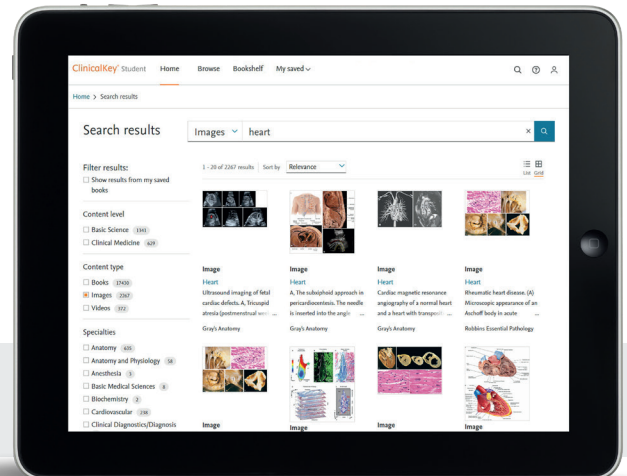 ClinicalKey® Student Home Browse Bookshelf My saved
Home > Search results
Search results
Images heart ×
Filter results:
Show results from my saved
books
1 - 20 of 2267 results Sort by Relevance
List Grid
Content level
Basic Science 1541
Clinical Medicine 629
Content type
Books 17430
Images 2267
Videos 372
Specialties
Anatomy 631
Anatomy and Physiology 58
Anesthesia 3
Basic Medical Sciences 8
Biochemistry 2
Cardiovascular 238
Clinical Diagnostics/Diagnosis
Image
Heart
Ultrasound imaging of fetal
cardiac defects. A, Tricuspid
atresia (postmenstrual ...
Gray's Anatomy
Image
Heart
A, The subxiphoid approach in
pericardiocentesis. The needle
is inserted into the angle ...
Gray's Anatomy
Image
Heart
Cardiac magnetic resonance
angiography of a normal heart
and a heart with ...
Gray's Anatomy
Image
Heart
Rheumatic heart disease. (A)
Microscopic appearance of an
Aschoff body in acute ...
Robbins Essential Pathology
Image
Image
Image
Image